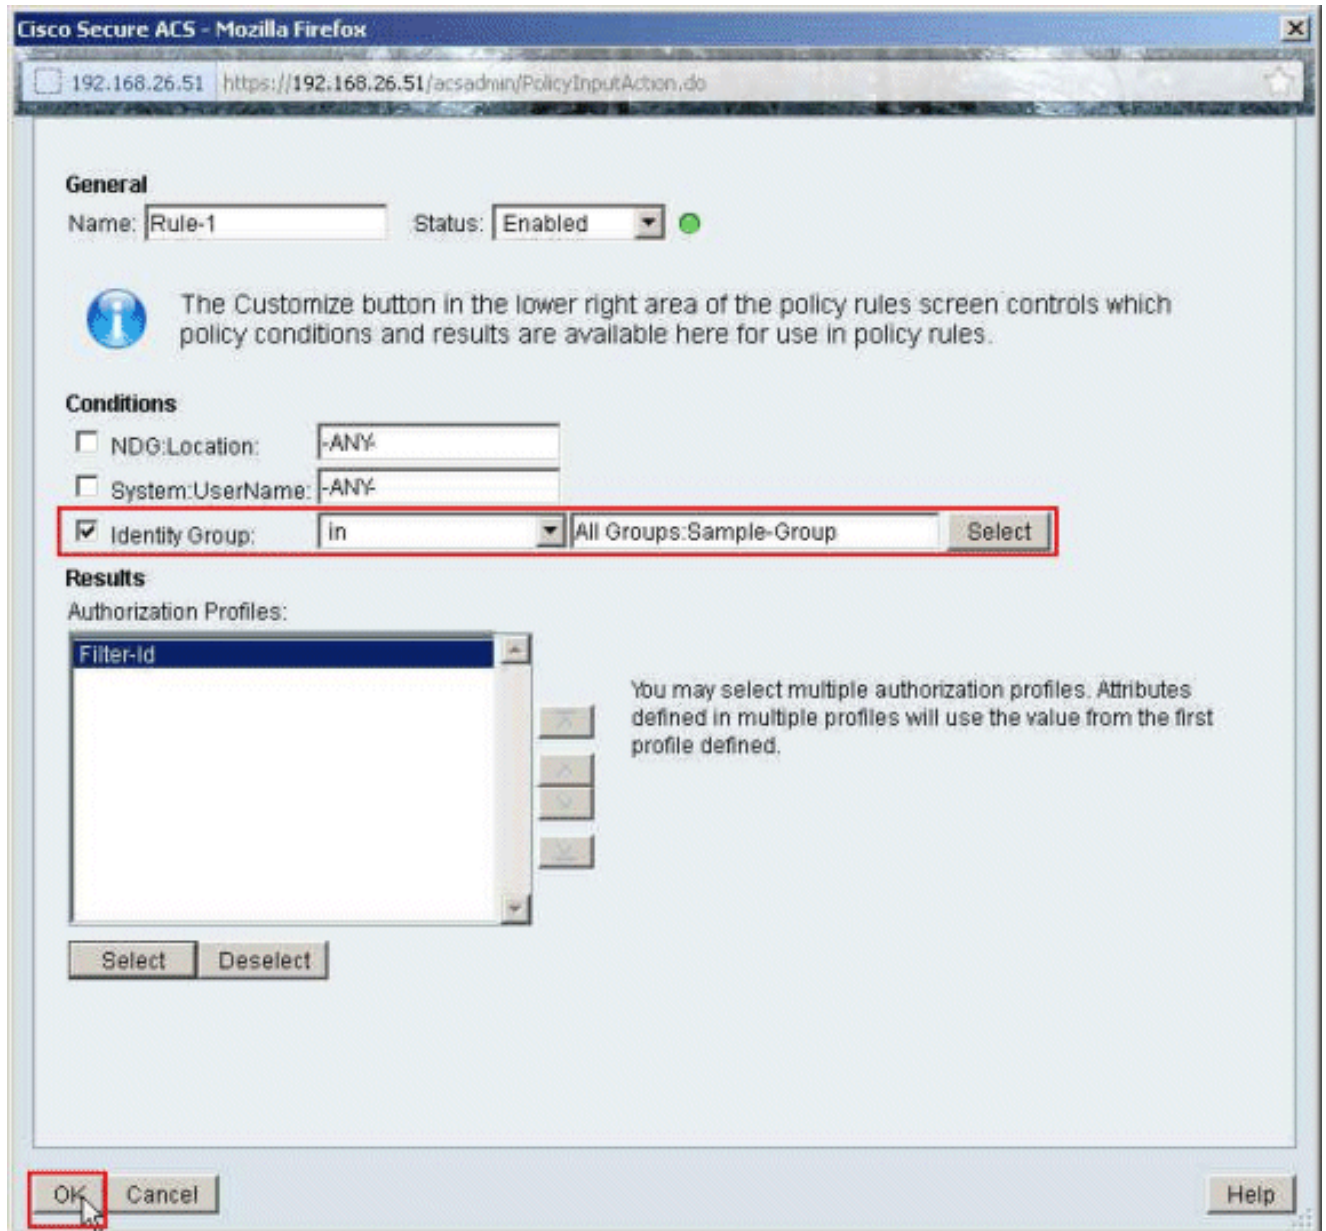 Cisco Secure ACS - Mozilla Firefox
192.168.26.51 https://192.168.26.51/acsadmin/PolicyInputAction.do
General
Name: Rule-1 Status: Enabled
The Customize button in the lower right area of the policy rules screen controls which
policy conditions and results are available here for use in policy rules.
Conditions
NDG:Location: -ANY-
System:UserName: -ANY-
Identity Group: in All Groups:Sample-Group Select
Results
Authorization Profiles:
Filter-Id
You may select multiple authorization profiles. Attributes
defined in multiple profiles will use the value from the first
profile defined.
Select Deselect
OK Cancel Help